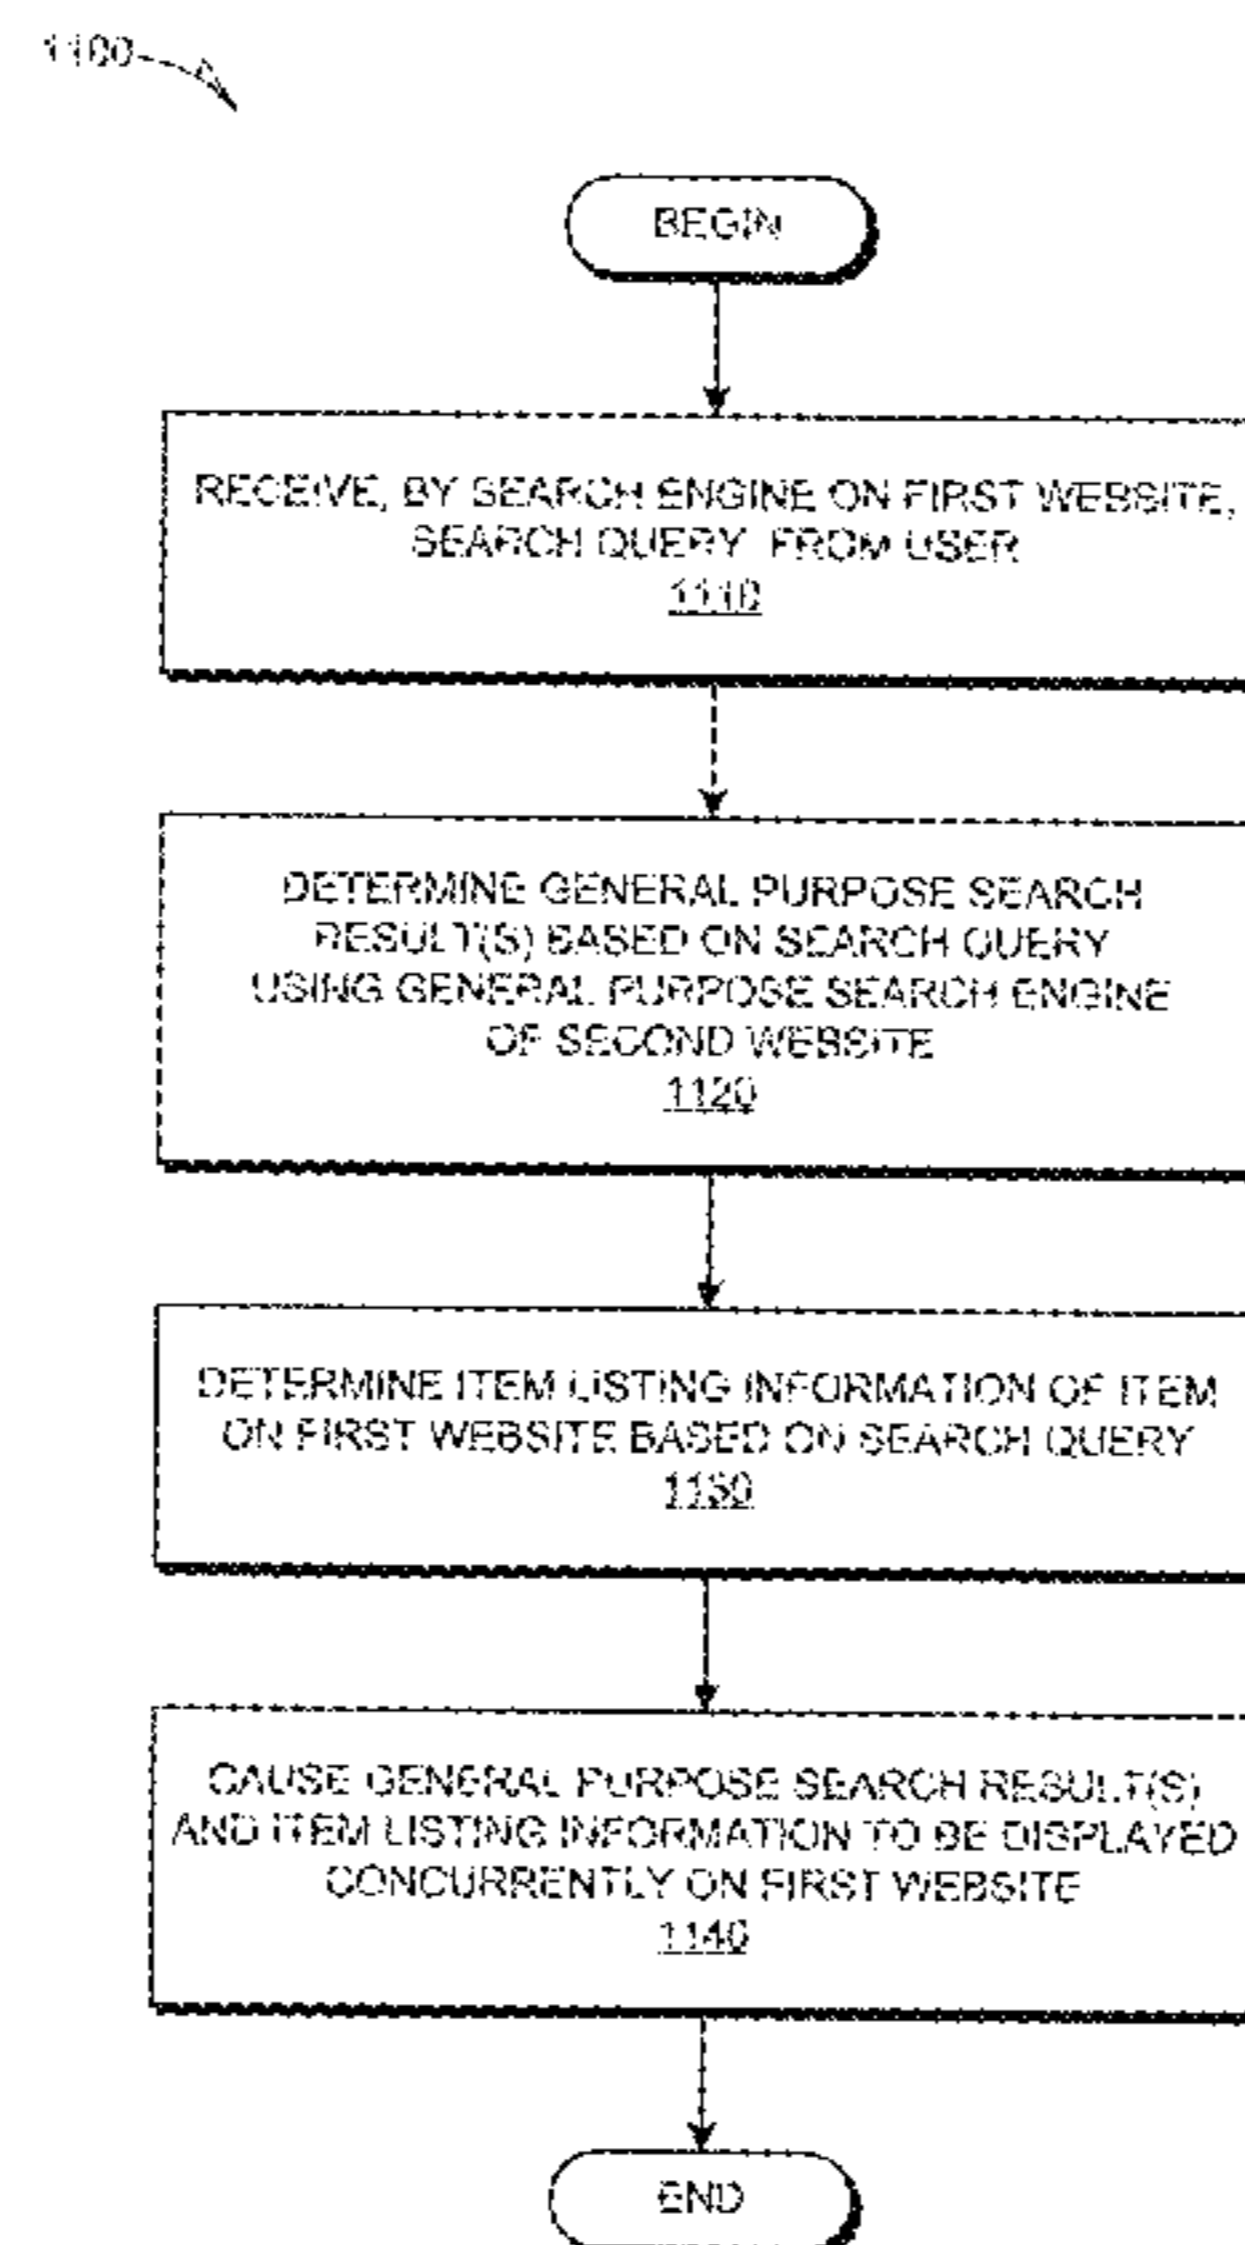 1100
BEGIN
RECEIVE, BY SEARCH ENGINE ON FIRST WEBSITE,
SEARCH QUERY FROM USER
1110
DETERMINE GENERAL PURPOSE SEARCH
RESULT(S) BASED ON SEARCH QUERY
USING GENERAL PURPOSE SEARCH ENGINE
OF SECOND WEBSITE
1120
DETERMINE ITEM LISTING INFORMATION OF ITEM
ON FIRST WEBSITE BASED ON SEARCH QUERY
1130
CAUSE GENERAL PURPOSE SEARCH RESULT(S)
AND ITEM LISTING INFORMATION TO BE DISPLAYED
CONCURRENTLY ON FIRST WEBSITE
1140
END